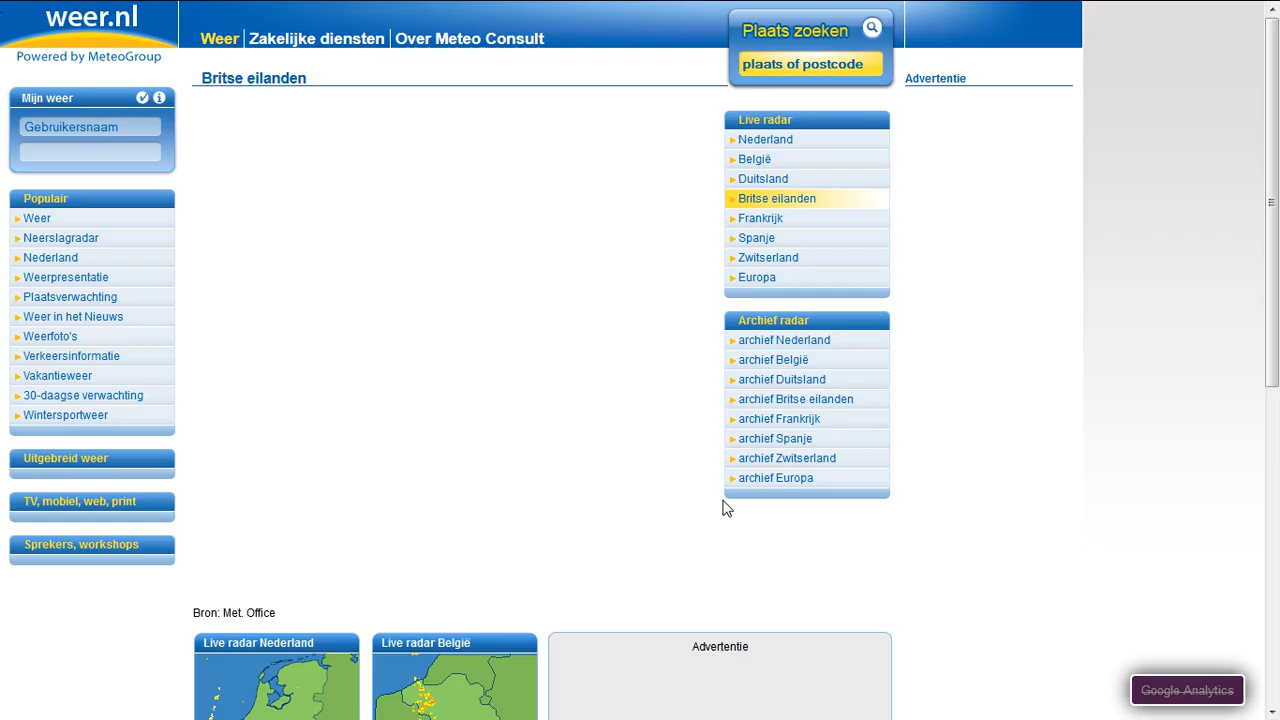 weer.nl
Powered by MeteoGroup
Weer
Zakelijke diensten
Over Meteo Consult
Plaats zoeken
plaats of postcode
Britse eilanden
Advertentie
Mijn weer
Gebruikersnaam
Populair
Weer
Neerslagradar
Nederland
Weerpresentatie
Plaatsverwachting
Weer in het Nieuws
Weerfoto's
Verkeersinformatie
Vakantieweer
30-daagse verwachting
Wintersportweer
Uitgebreid weer
TV, mobiel, web, print
Sprekers, workshops
Live radar
Nederland
België
Duitsland
Britse eilanden
Frankrijk
Spanje
Zwitserland
Europa
Archief radar
archief Nederland
archief België
archief Duitsland
archief Britse eilanden
archief Frankrijk
archief Spanje
archief Zwitserland
archief Europa
Bron: Met. Office
Live radar Nederland
Live radar België
Advertentie
Google Analytics